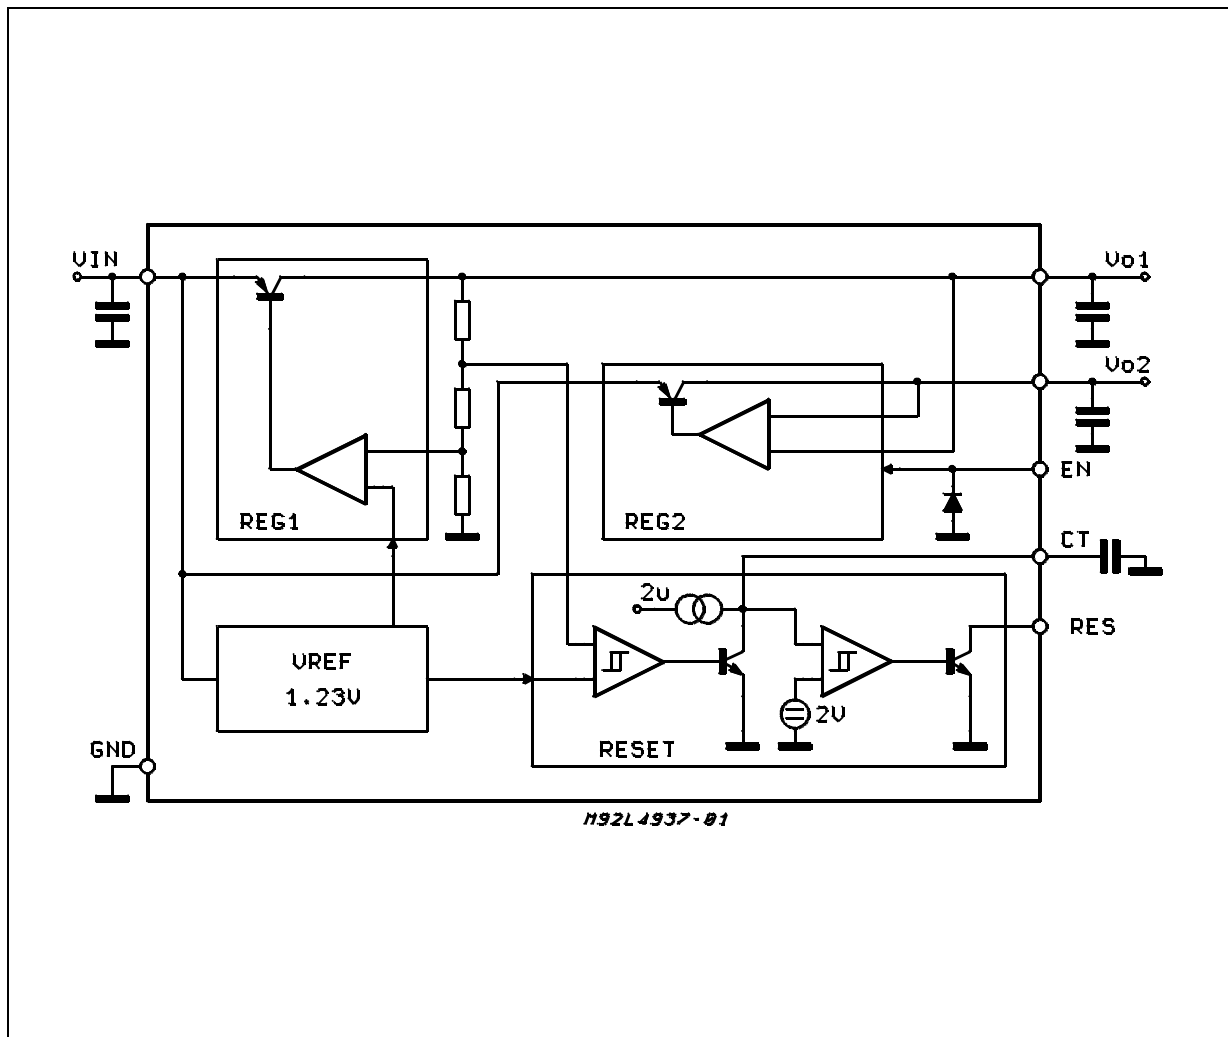 VIN
Vo1
Vo2
EN
REG1
REG2
CT
2V
RES
VREF
1.23V
2V
GND
RESET
M92L4937-01